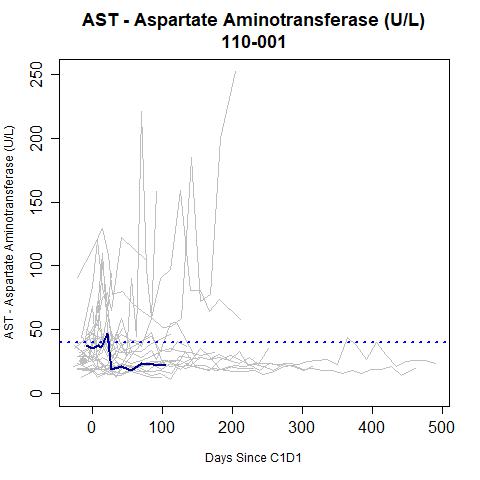 AST - Aspartate Aminotransferase (U/L)
110-001
AST - Aspartate Aminotransferase (U/L)
250
200
150
100
50
0
0 100 200 300 400 500
Days Since C1D1